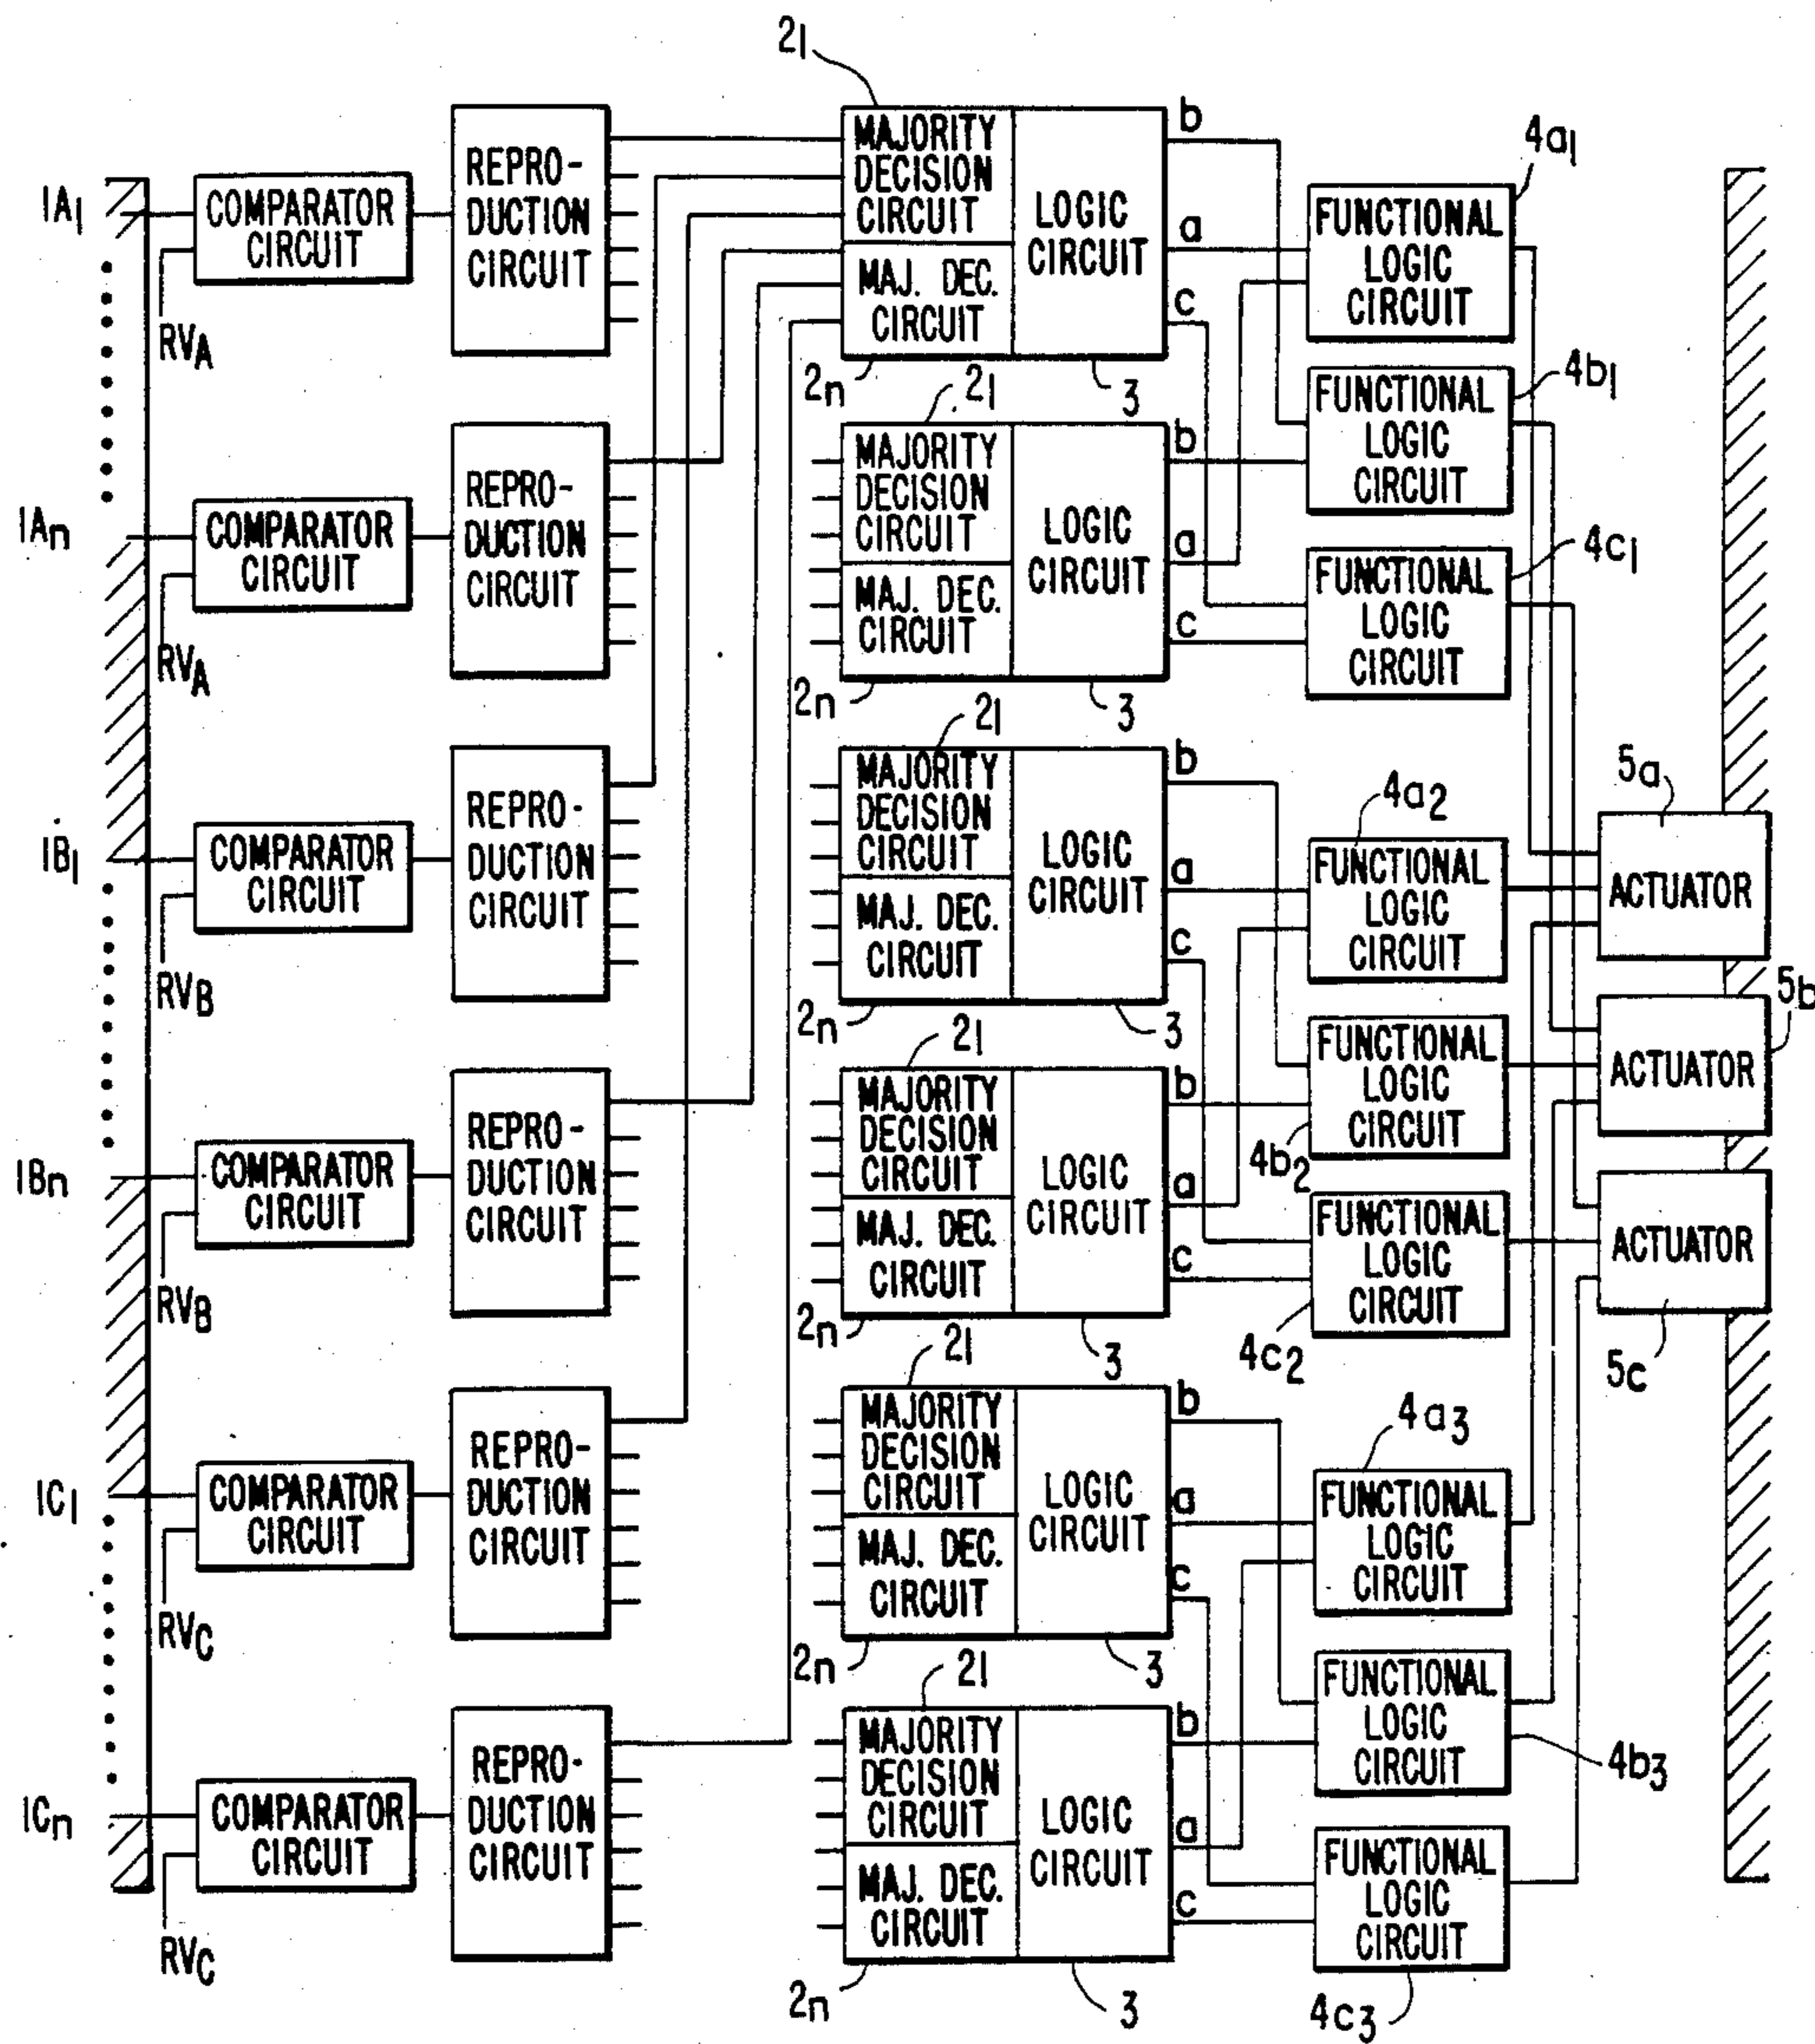 21
1A1
COMPARATOR
CIRCUIT
RVA
REPRO-
DUCTION
CIRCUIT
MAJORITY
DECISION
CIRCUIT
MAJ. DEC.
CIRCUIT
LOGIC
CIRCUIT
b
a
c
2n
3
FUNCTIONAL
LOGIC
CIRCUIT
4a1
FUNCTIONAL
LOGIC
CIRCUIT
4b1
1An
COMPARATOR
CIRCUIT
RVA
REPRO-
DUCTION
CIRCUIT
21
MAJORITY
DECISION
CIRCUIT
MAJ. DEC.
CIRCUIT
LOGIC
CIRCUIT
b
a
c
2n
3
FUNCTIONAL
LOGIC
CIRCUIT
4c1
1B1
COMPARATOR
CIRCUIT
RVB
REPRO-
DUCTION
CIRCUIT
21
MAJORITY
DECISION
CIRCUIT
MAJ. DEC.
CIRCUIT
LOGIC
CIRCUIT
b
a
c
2n
3
4a2
FUNCTIONAL
LOGIC
CIRCUIT
5a
ACTUATOR
1Bn
COMPARATOR
CIRCUIT
RVB
REPRO-
DUCTION
CIRCUIT
21
MAJORITY
DECISION
CIRCUIT
MAJ. DEC.
CIRCUIT
LOGIC
CIRCUIT
b
a
c
2n
3
FUNCTIONAL
LOGIC
CIRCUIT
4b2
FUNCTIONAL
LOGIC
CIRCUIT
4c2
5b
ACTUATOR
ACTUATOR
5c
1C1
COMPARATOR
CIRCUIT
RVC
REPRO-
DUCTION
CIRCUIT
21
MAJORITY
DECISION
CIRCUIT
MAJ. DEC.
CIRCUIT
LOGIC
CIRCUIT
b
a
c
2n
3
4a3
FUNCTIONAL
LOGIC
CIRCUIT
1Cn
COMPARATOR
CIRCUIT
RVC
REPRO-
DUCTION
CIRCUIT
21
MAJORITY
DECISION
CIRCUIT
MAJ. DEC.
CIRCUIT
LOGIC
CIRCUIT
b
a
c
2n
3
FUNCTIONAL
LOGIC
CIRCUIT
4b3
FUNCTIONAL
LOGIC
CIRCUIT
4c3